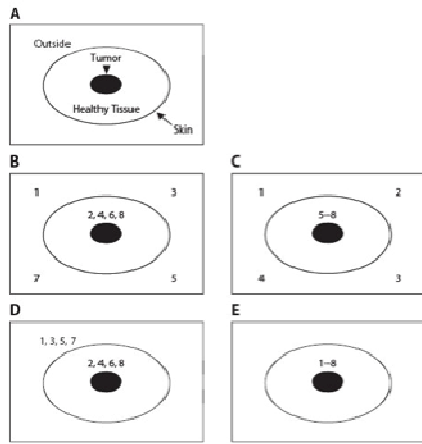 A
Outside
Tumor
Healthy Tissue
Skin
B
1 3
2, 4, 6, 8
7 5
C
1 2
5–8
4 3
D
1, 3, 5, 7
2, 4, 6, 8
E
1–8